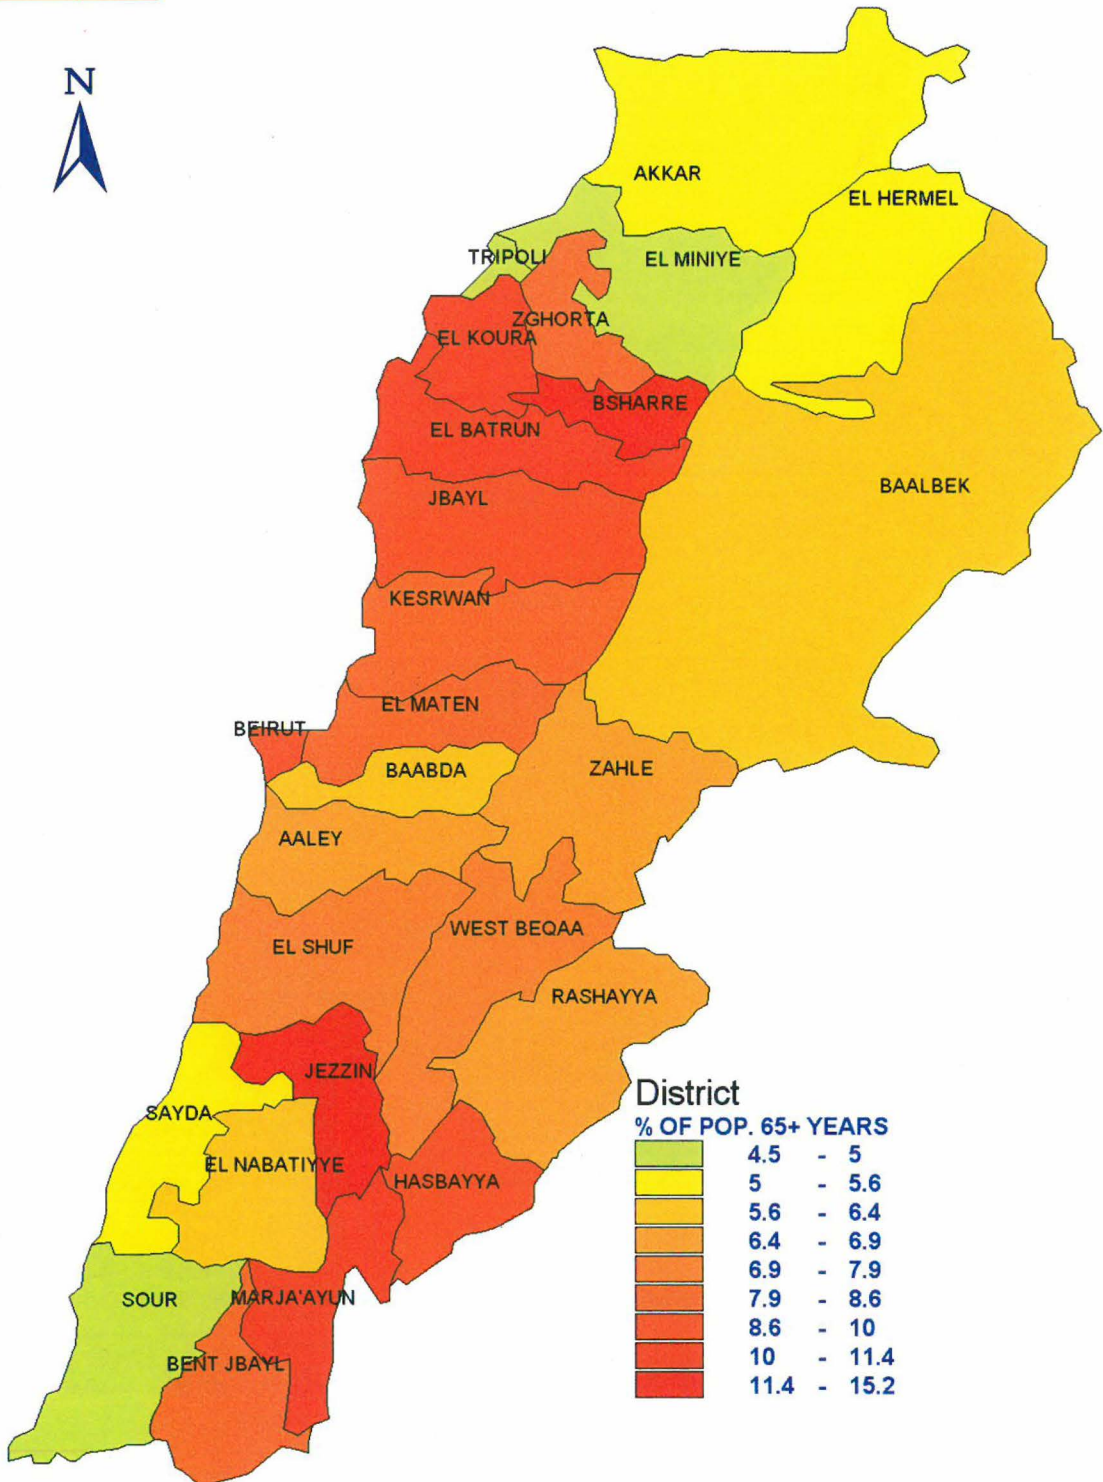 N
AKKAR
EL HERMEL
TRIPOLI
EL MINIYE
ZGHORTA
EL KOURA
BSHARRE
EL BATRUN
BAALBEK
JBAYL
KESRWAN
EL MATEN
BEIRUT
BAABDA
ZAHLE
AALEY
WEST BEQAA
EL SHUF
RASHAYYA
JEZZIN
SAYDA
EL NABATIYYE
HASBAYYA
SOUR
MARJA'AYUN
BENT JBAYL
District
% OF POP. 65+ YEARS
4.5 - 5
5 - 5.6
5.6 - 6.4
6.4 - 6.9
6.9 - 7.9
7.9 - 8.6
8.6 - 10
10 - 11.4
11.4 - 15.2